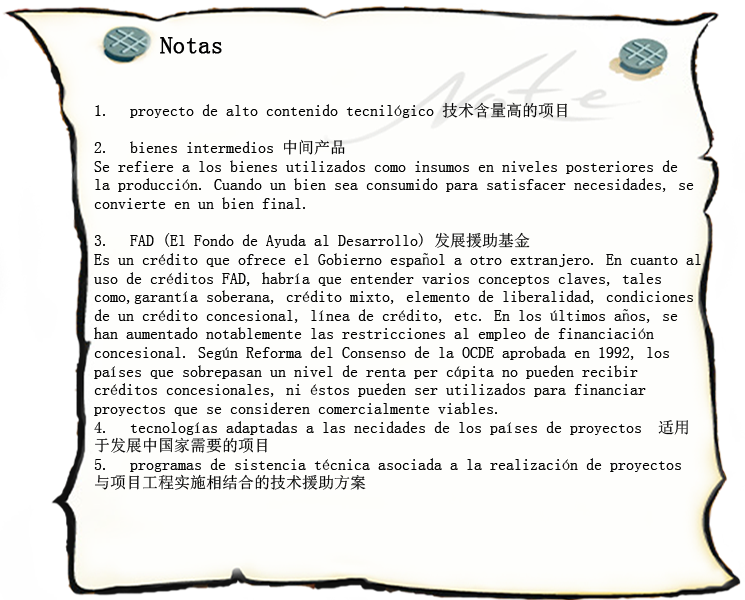 Notas
Note
1. proyecto de alto contenido tecnilógico 技术含量高的项目
2. bienes intermedios 中间产品
Se refiere a los bienes utilizados como insumos en niveles posteriores de
la producción. Cuando un bien sea consumido para satisfacer necesidades, se
convierte en un bien final.
3. FAD (El Fondo de Ayuda al Desarrollo) 发展援助基金
Es un crédito que ofrece el Gobierno español a otro extranjero. En cuanto al
uso de créditos FAD, habría que entender varios conceptos claves, tales
como,garantía soberana, crédito mixto, elemento de liberalidad, condiciones
de un crédito concesional, línea de crédito, etc. En los últimos años, se
han aumentado notablemente las restricciones al empleo de financiación
concesional. Según Reforma del Consenso de la OCDE aprobada en 1992, los
países que sobrepasan un nivel de renta per cápita no pueden recibir
créditos concesionales, ni éstos pueden ser utilizados para financiar
proyectos que se consideren comercialmente viables.
4. tecnologías adaptadas a las necidades de los países de proyectos 适用
于发展中国家需要的项目
5. programas de sistencia técnica asociada a la realización de proyectos
与项目工程实施相结合的技术援助方案